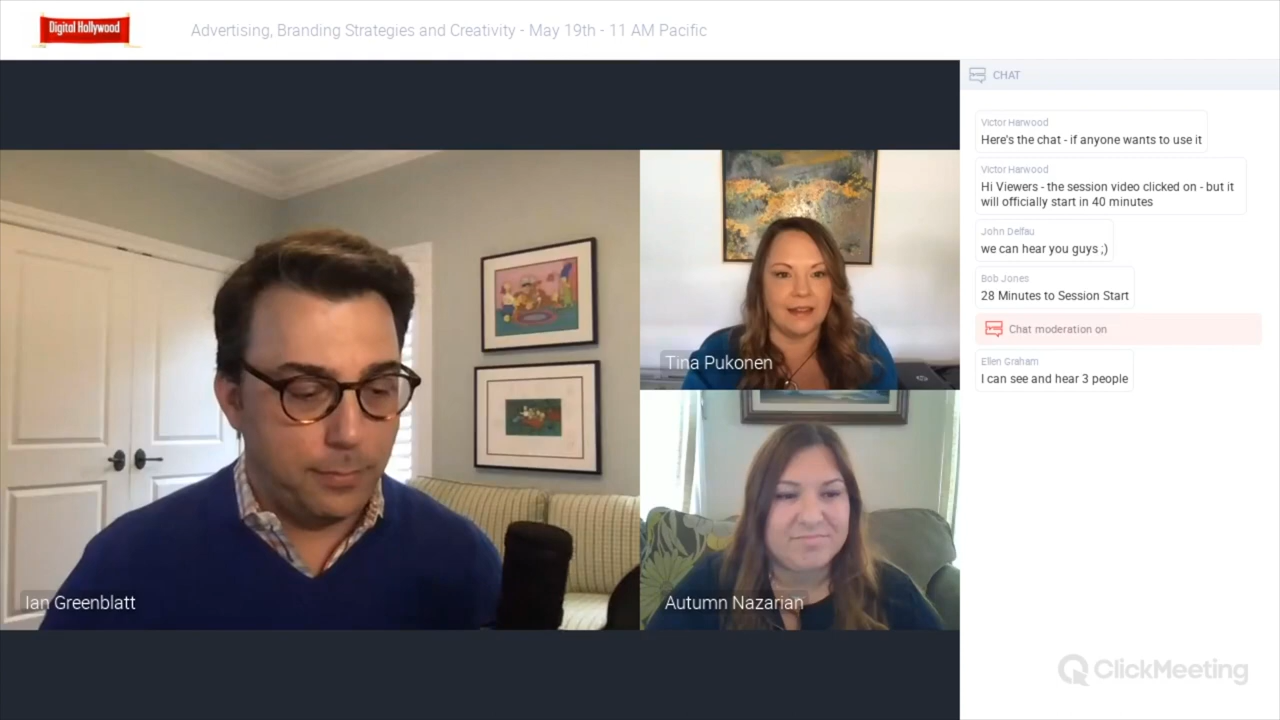 Digital Hollywood
Advertising, Branding Strategies and Creativity - May 19th - 11 AM Pacific
CHAT
Victor Harwood
Here's the chat - if anyone wants to use it
Victor Harwood
Hi Viewers - the session video clicked on - but it
will officially start in 40 minutes
John Delfau
we can hear you guys ;)
Bob Jones
28 Minutes to Session Start
Chat moderation on
Ellen Graham
I can see and hear 3 people
Tina Pukonen
Ian Greenblatt
Autumn Nazarian
ClickMeeting